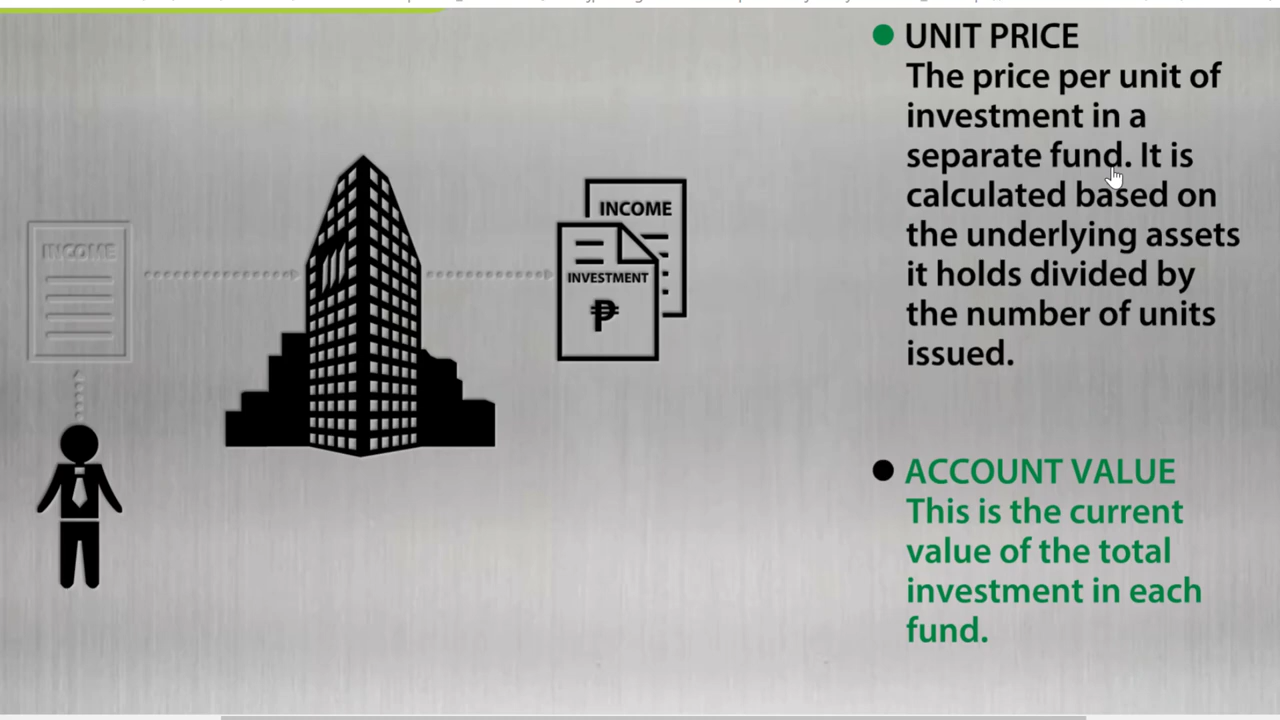 UNIT PRICE
The price per unit of
investment in a
separate fund. It is
calculated based on
the underlying assets
it holds divided by
the number of units
issued.
ACCOUNT VALUE
This is the current
value of the total
investment in each
fund.
INCOME
INCOME
INVESTMENT
₱